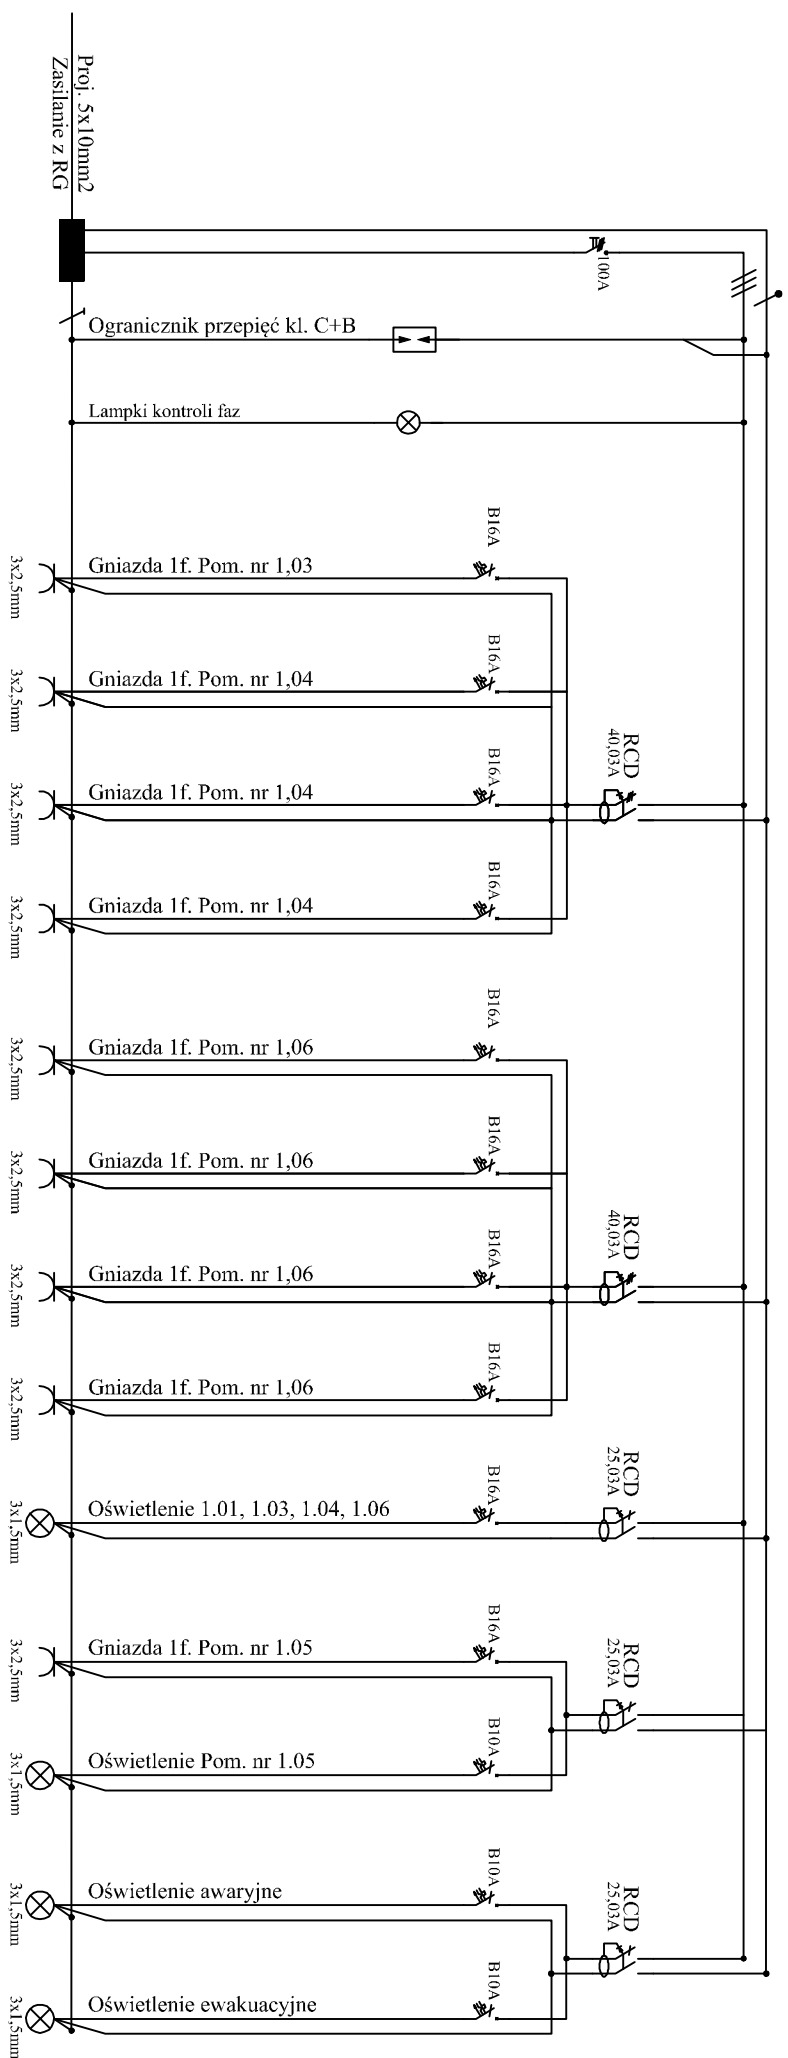 Proj. 5x10mm2
Zasilanie z RG
100A
Ogranicznik przepięć kl. C+B
Lampki kontroli faz
B16A
Gniazda 1f. Pom. nr 1,03
3x2,5mm
B16A
Gniazda 1f. Pom. nr 1,04
3x2,5mm
RCD
40,03A
B16A
Gniazda 1f. Pom. nr 1,04
3x2,5mm
B16A
Gniazda 1f. Pom. nr 1,04
3x2,5mm
B16A
Gniazda 1f. Pom. nr 1,06
3x2,5mm
B16A
Gniazda 1f. Pom. nr 1,06
3x2,5mm
RCD
40,03A
B16A
Gniazda 1f. Pom. nr 1,06
3x2,5mm
B16A
Gniazda 1f. Pom. nr 1,06
3x2,5mm
RCD
25,03A
B16A
Oświetlenie 1.01, 1.03, 1.04, 1.06
3x1,5mm
B16A
Gniazda 1f. Pom. nr 1.05
3x2,5mm
RCD
25,03A
B10A
Oświetlenie Pom. nr 1.05
3x1,5mm
B10A
Oświetlenie awaryjne
3x1,5mm
RCD
25,03A
B10A
Oświetlenie ewakuacyjne
3x1,5mm